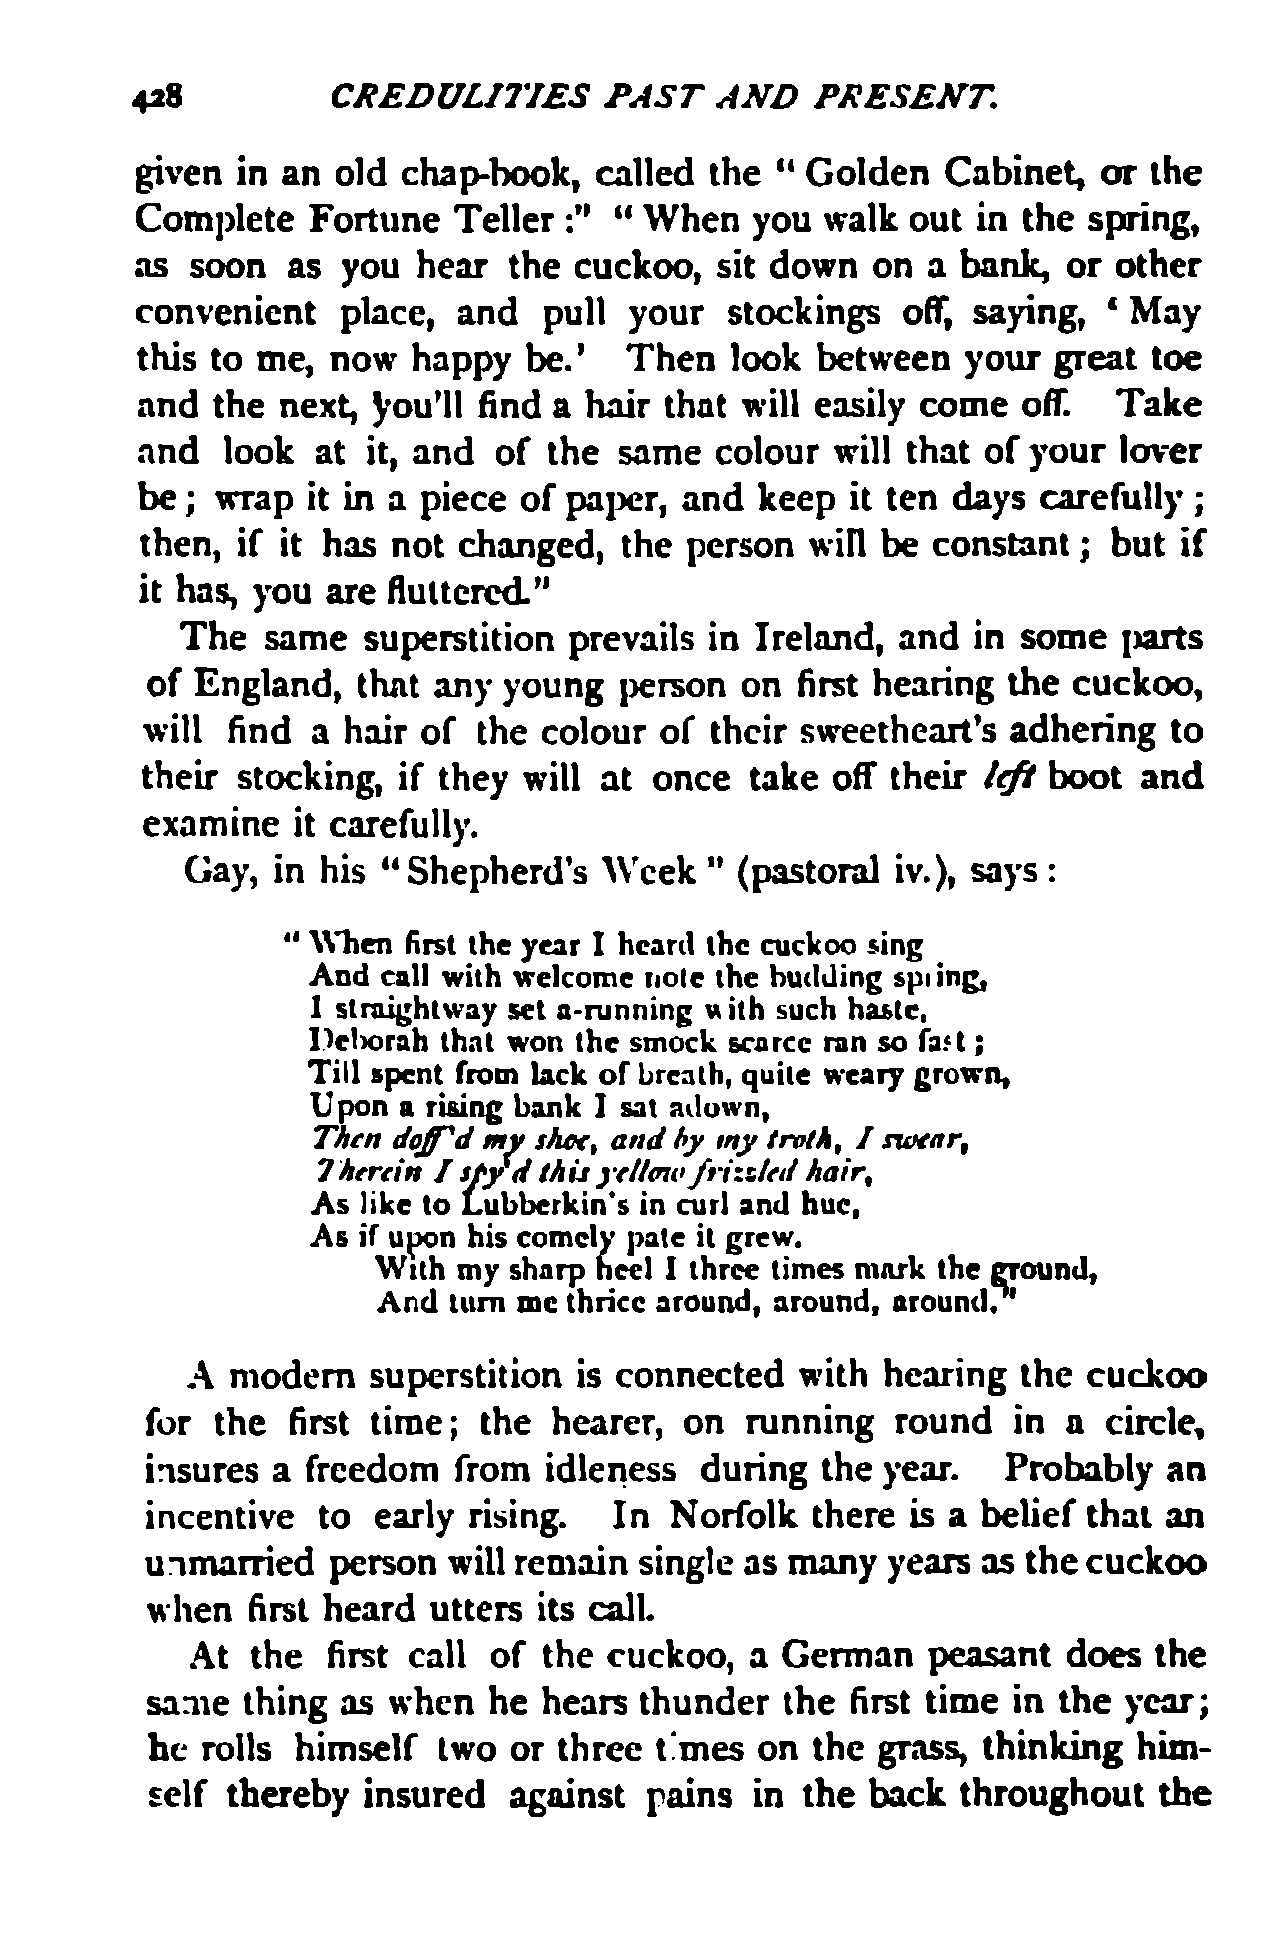 428 CREDULITIES PAST AND PRESENT.
given in an old chap-book, called the “Golden Cabinet, or the
Complete Fortune Teller :” “When you walk out in the spring,
as soon as you hear the cuckoo, sit down on a bank, or other
convenient place, and pull your stockings off, saying, ‘May
this to me, now happy be.’ Then look between your great toe
and the next, you'll find a hair that will easily come off. Take
and look at it, and of the same colour will that of your lover
be ; wrap it in a piece of paper, and keep it ten days carefully ;
then, if it has not changed, the person will be constant ; but if
it has, you are fluttered.”
The same superstition prevails in Ireland, and in some parts
of England, that any young person on first hearing the cuckoo,
will find a hair of the colour of their sweetheart's adhering to
their stocking, if they will at once take off their left boot and
examine it carefully.
Gay, in his “Shepherd's Week” (pastoral iv.), says :
“When first the year I heard the cuckoo sing
And call with welcome note the budding spring,
I straightway set a-running with such haste,
Deborah that won the smock scarce ran so fast ;
Till spent from lack of breath, quite weary grown,
Upon a rising bank I sat adown,
Then doff'd my shoe, and by my troth, I swear,
Therein I spy'd this yellow frizzled hair,
As like to Lubberkin's in curl and hue,
As if upon his comely pate it grew.
With my sharp heel I three times mark the ground,
And turn me thrice around, around, around.”
A modern superstition is connected with hearing the cuckoo
for the first time; the hearer, on running round in a circle,
insures a freedom from idleness during the year. Probably an
incentive to early rising. In Norfolk there is a belief that an
unmarried person will remain single as many years as the cuckoo
when first heard utters its call.
At the first call of the cuckoo, a German peasant does the
same thing as when he hears thunder the first time in the year;
he rolls himself two or three times on the grass, thinking him-
self thereby insured against pains in the back throughout the